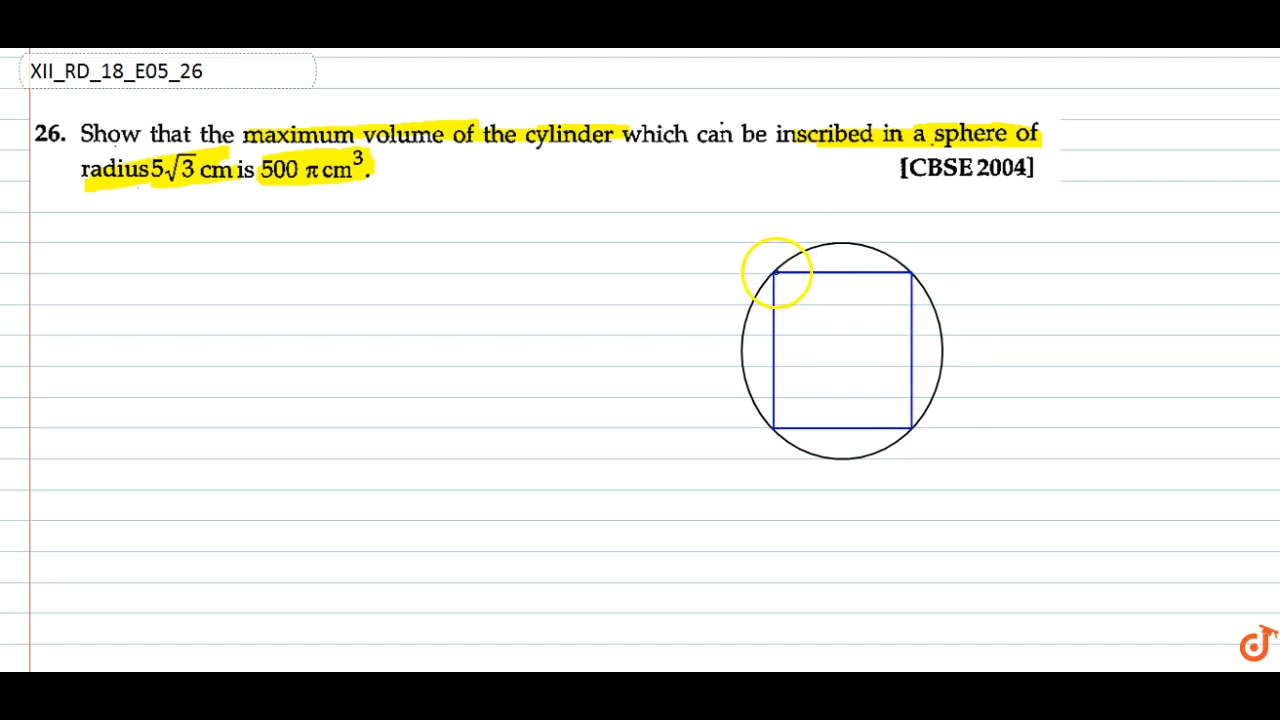 XII_RD_18_E05_26
26. Show that the maximum volume of the cylinder which can be inscribed in a sphere of
radius 5√3 cm is 500 π cm³. [CBSE 2004]